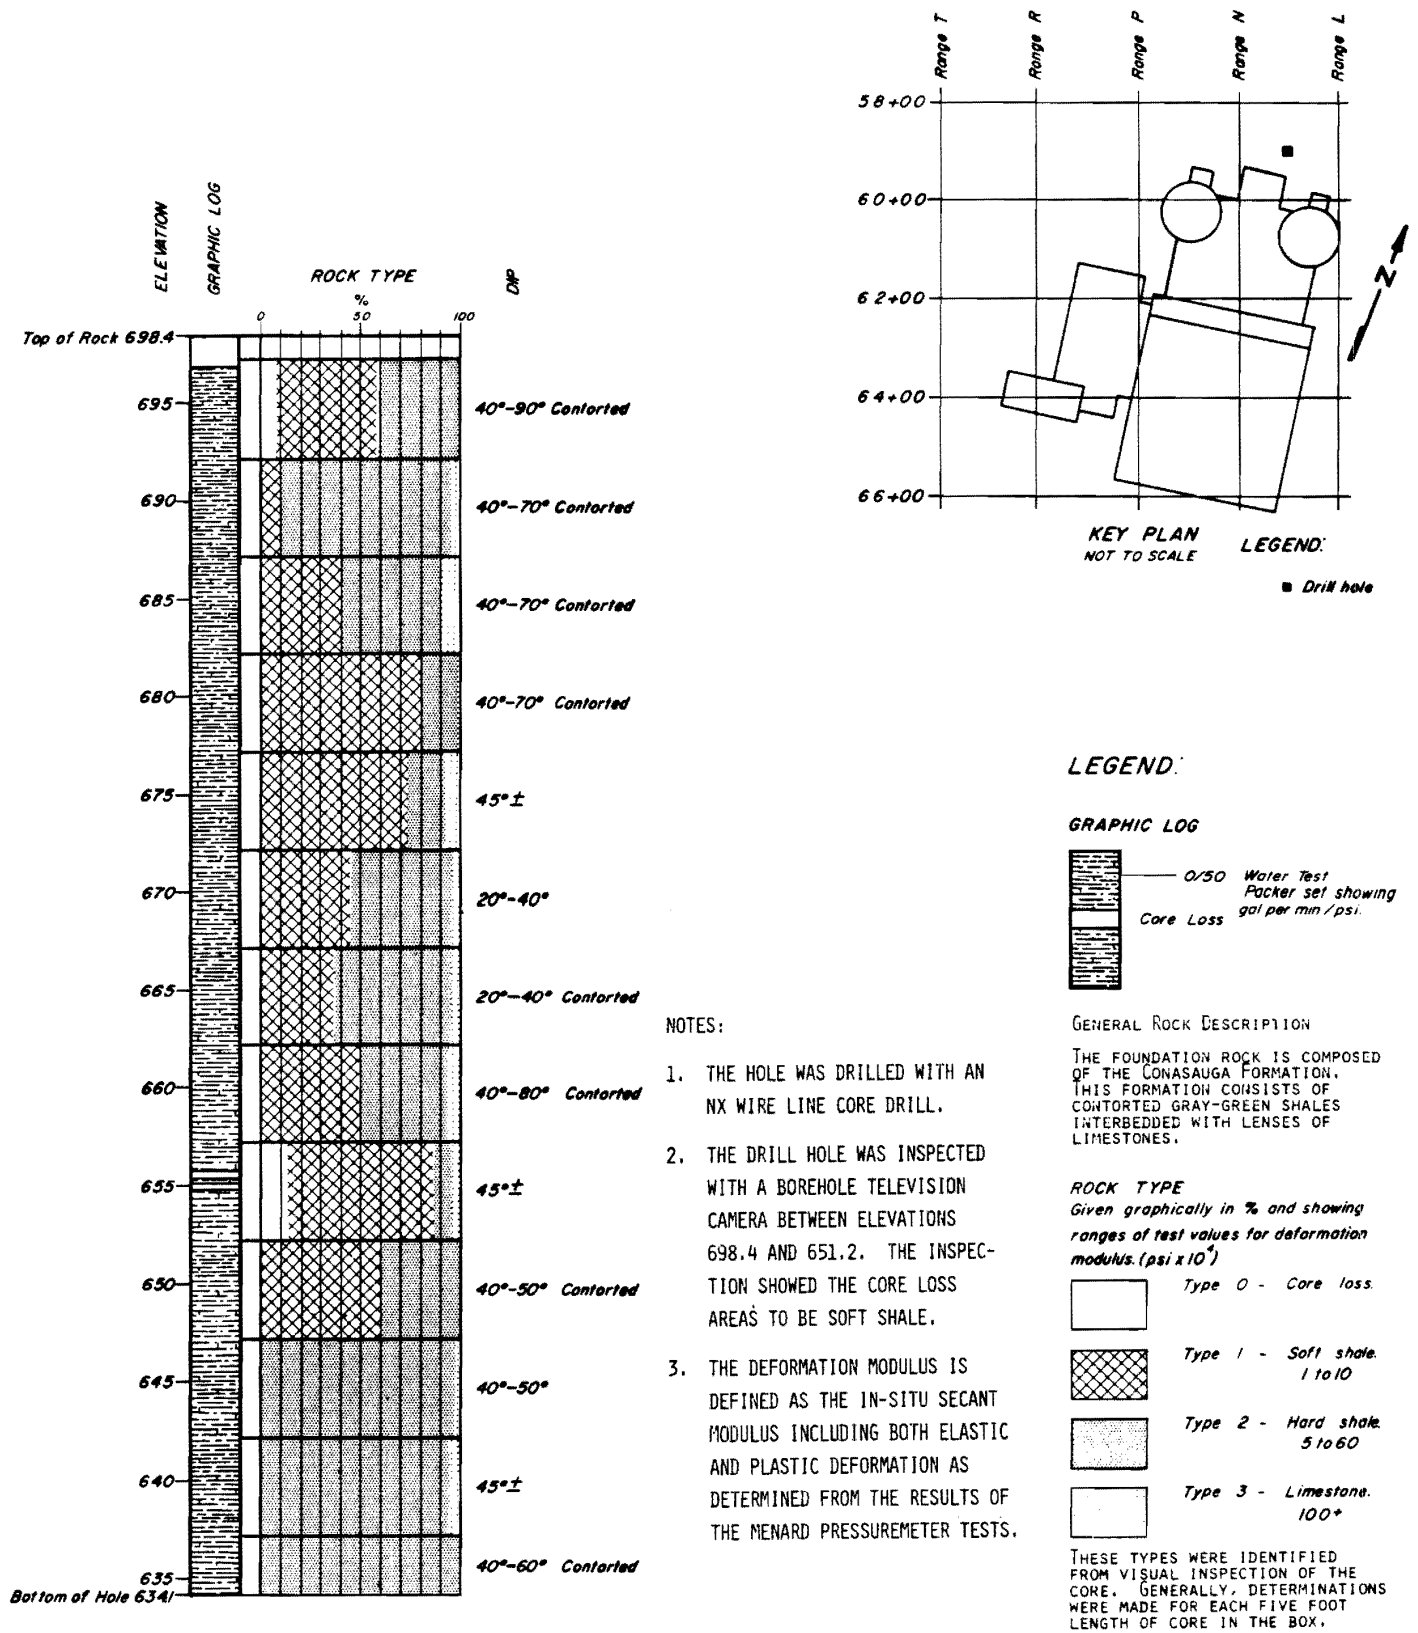 Range T
Range R
Range P
Range N
Range L
58+00
60+00
62+00
64+00
66+00
N
KEY PLAN
NOT TO SCALE
LEGEND:
Drill hole
ELEVATION
GRAPHIC LOG
ROCK TYPE
%
DIP
0 50 100
Top of Rock 698.4
695
40°-90° Contorted
690
40°-70° Contorted
685
40°-70° Contorted
680
40°-70° Contorted
675
45°±
670
20°-40°
665
20°-40° Contorted
660
40°-80° Contorted
655
45°±
650
40°-50° Contorted
645
40°-50°
640
45°±
635
40°-60° Contorted
Bottom of Hole 634.1
NOTES:
1. THE HOLE WAS DRILLED WITH AN
NX WIRE LINE CORE DRILL.
2. THE DRILL HOLE WAS INSPECTED
WITH A BOREHOLE TELEVISION
CAMERA BETWEEN ELEVATIONS
698.4 AND 651.2. THE INSPEC-
TION SHOWED THE CORE LOSS
AREAS TO BE SOFT SHALE.
3. THE DEFORMATION MODULUS IS
DEFINED AS THE IN-SITU SECANT
MODULUS INCLUDING BOTH ELASTIC
AND PLASTIC DEFORMATION AS
DETERMINED FROM THE RESULTS OF
THE MENARD PRESSUREMETER TESTS.
LEGEND:
GRAPHIC LOG
0/50 Water Test
Packer set showing
gal per min/psi.
Core Loss
GENERAL ROCK DESCRIPTION
THE FOUNDATION ROCK IS COMPOSED
OF THE CONASAUGA FORMATION.
THIS FORMATION CONSISTS OF
CONTORTED GRAY-GREEN SHALES
INTERBEDDED WITH LENSES OF
LIMESTONES.
ROCK TYPE
Given graphically in % and showing
ranges of test values for deformation
modulus. (psi x 10⁴)
Type 0 - Core loss.
Type 1 - Soft shale.
1 to 10
Type 2 - Hard shale.
5 to 60
Type 3 - Limestone.
100+
THESE TYPES WERE IDENTIFIED
FROM VISUAL INSPECTION OF THE
CORE. GENERALLY, DETERMINATIONS
WERE MADE FOR EACH FIVE FOOT
LENGTH OF CORE IN THE BOX.